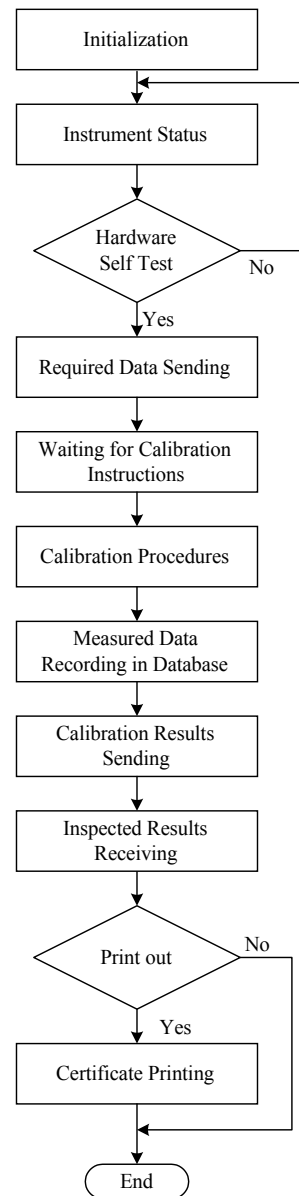 Initialization
Instrument Status
Hardware
Self Test
No
Yes
Required Data Sending
Waiting for Calibration
Instructions
Calibration Procedures
Measured Data
Recording in Database
Calibration Results
Sending
Inspected Results
Receiving
No
Print out
Yes
Certificate Printing
End